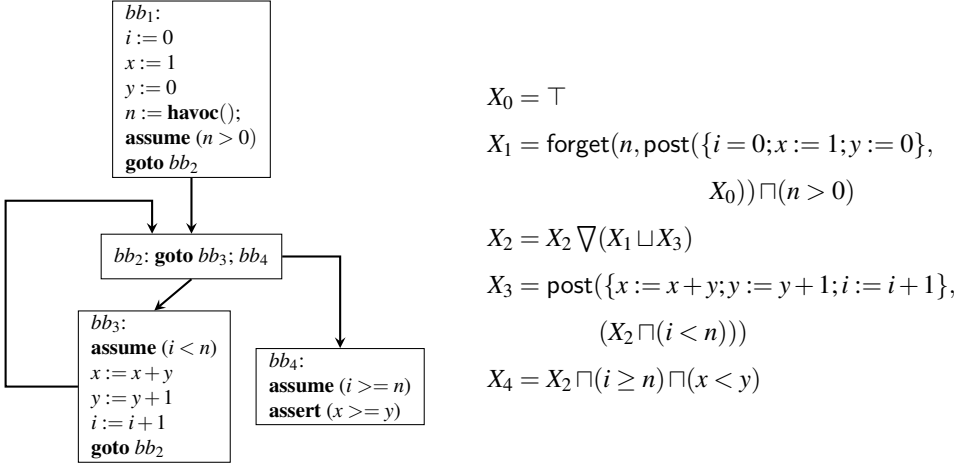 bb₁:
i := 0
x := 1
y := 0
n := havoc();
assume (n > 0)
goto bb₂
bb₂: goto bb₃; bb₄
bb₃:
assume (i < n)
x := x + y
y := y + 1
i := i + 1
goto bb₂
bb₄:
assume (i >= n)
assert (x >= y)
X₀ = ⊤
X₁ = forget(n, post({i = 0; x := 1; y := 0},
X₀)) ⊓ (n > 0)
X₂ = X₂ ▽ (X₁ ⊔ X₃)
X₃ = post({x := x + y; y := y + 1; i := i + 1},
(X₂ ⊓ (i < n)))
X₄ = X₂ ⊓ (i ≥ n) ⊓ (x < y)